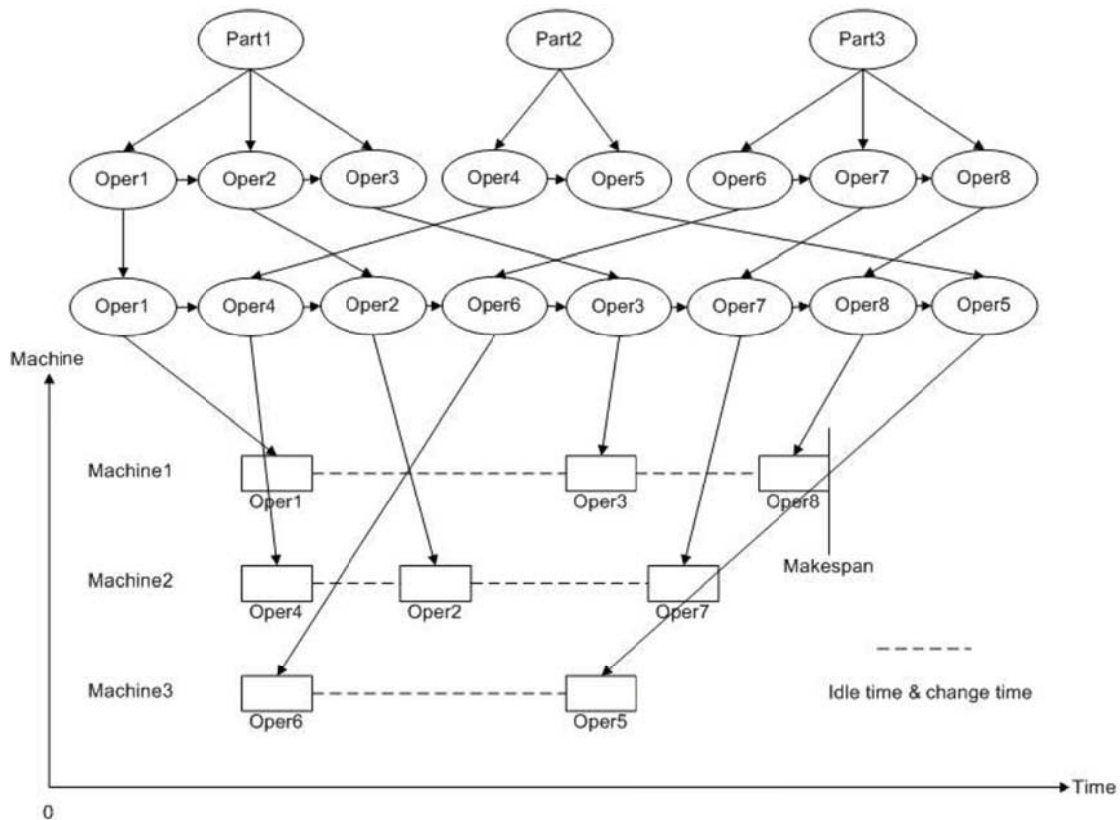 Part1 Part2 Part3
Oper1 Oper2 Oper3 Oper4 Oper5 Oper6 Oper7 Oper8
Oper1 Oper4 Oper2 Oper6 Oper3 Oper7 Oper8 Oper5
Machine
Machine1
Oper1 Oper3 Oper8
Makespan
Machine2
Oper4 Oper2 Oper7
Machine3
Idle time & change time
Oper6 Oper5
Time
0